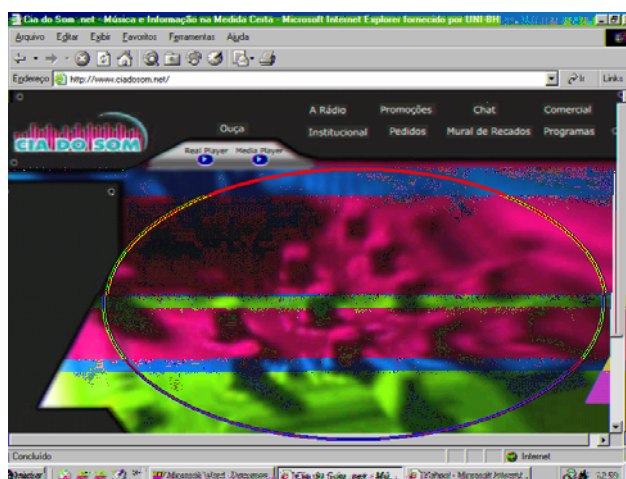 Cia do Som .net - Música e Informação na Medida Certa - Microsoft Internet Explorer fornecido por UNI-BH
Arquivo Editar Exibir Favoritos Ferramentas Ajuda
Endereço http://www.ciadosom.net/ Ir Links
A Rádio Promoções Chat Comercial
Ouça Institucional Pedidos Mural de Recados Programas
CIA DO SOM
Real Player Media Player
Concluído Internet
Iniciar Microsoft Word - Cia do Som .net - Mú... Yahoo! - Microsoft 12:59